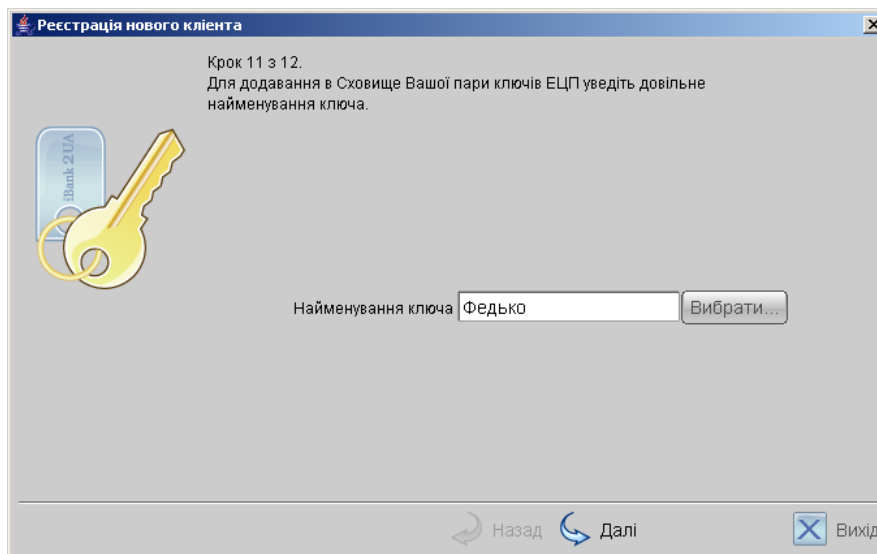 Реєстрація нового клієнта
Крок 11 з 12.
Для додавання в Сховище Вашої пари ключів ЕЦП уведіть довільне
найменування ключа.
iBank 2 UA
Найменування ключа Федько Вибрати...
Назад Далі Вихід